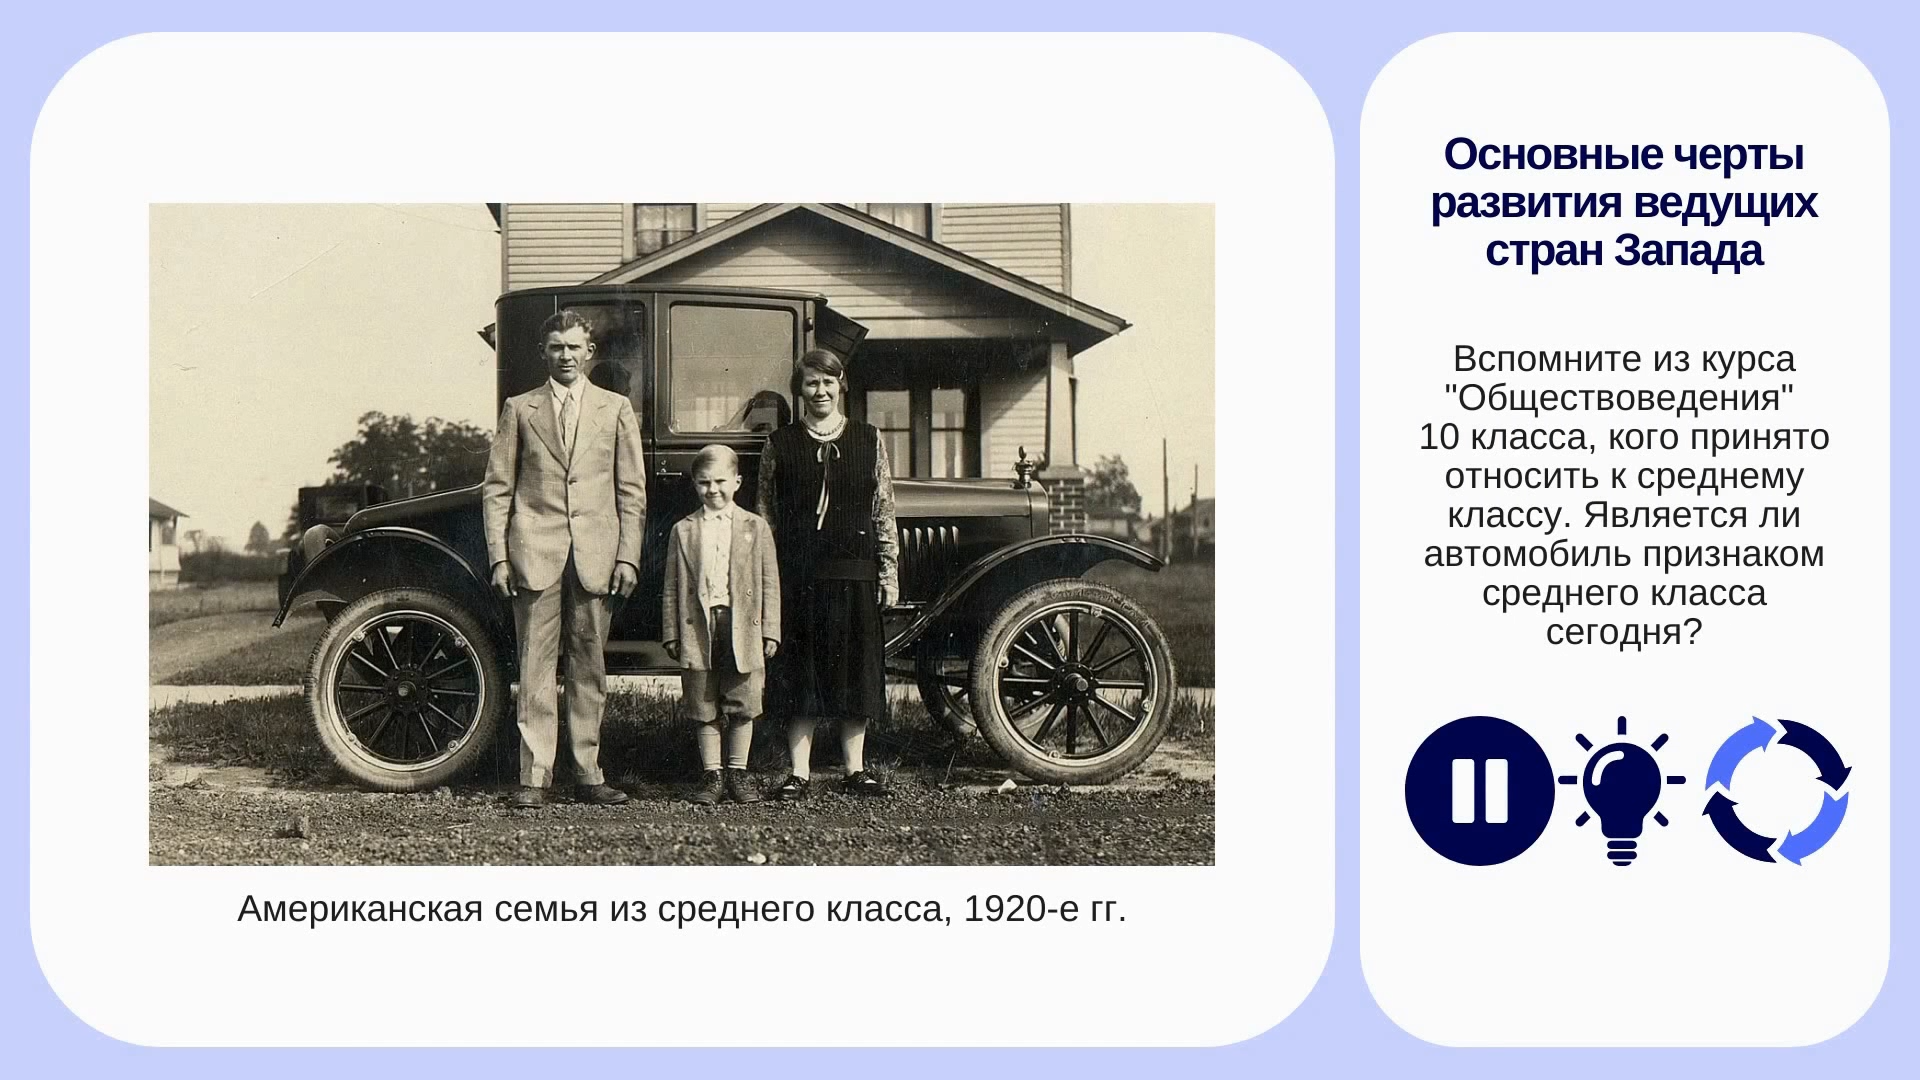 Американская семья из среднего класса, 1920-е гг.
Основные черты
развития ведущих
стран Запада
Вспомните из курса
"Обществоведения"
10 класса, кого принято
относить к среднему
классу. Является ли
автомобиль признаком
среднего класса
сегодня?